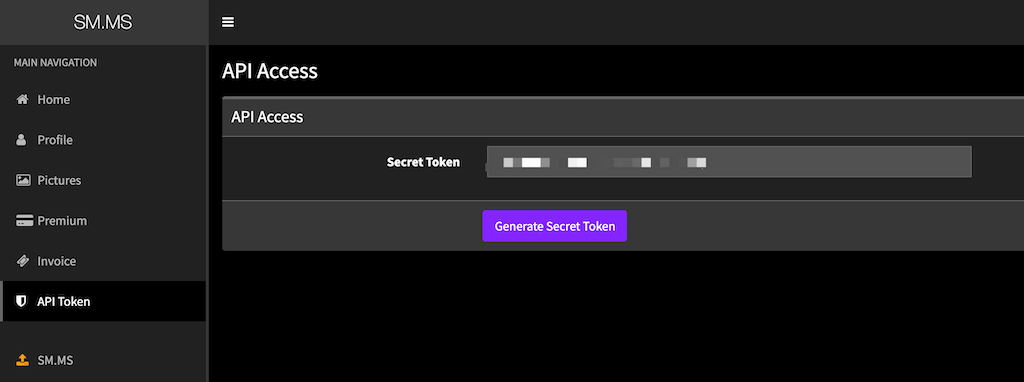 SM.MS
MAIN NAVIGATION
Home
Profile
Pictures
Premium
Invoice
API Token
SM.MS
API Access
API Access
Secret Token
Generate Secret Token